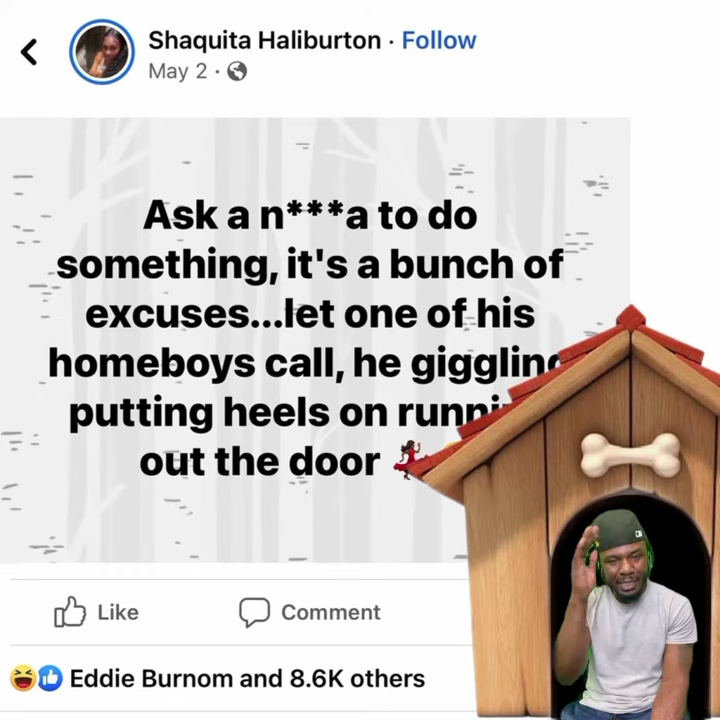 Shaquita Haliburton · Follow
May 2 ·
Ask a n***a to do
something, it's a bunch of
excuses...let one of his
homeboys call, he giggling
putting heels on
out the door 💃🏾
Like Comment
Eddie Burnom and 8.6K others